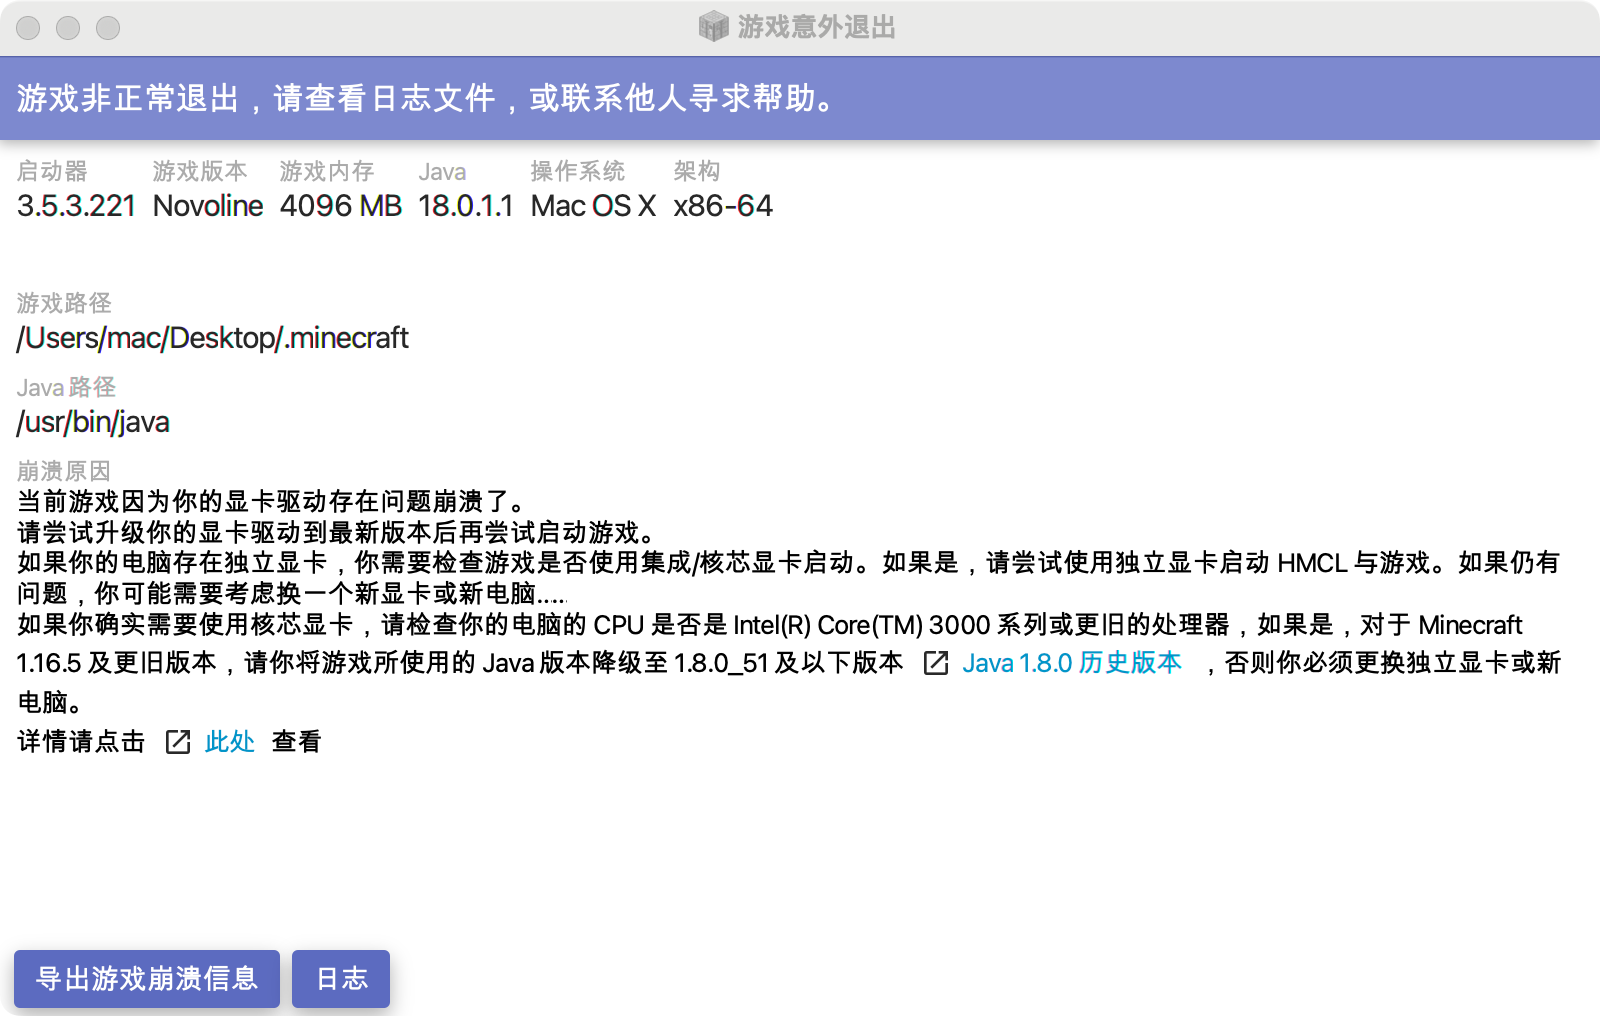 游戏意外退出
游戏非正常退出，请查看日志文件，或联系他人寻求帮助。
启动器 游戏版本 游戏内存 Java 操作系统 架构
3.5.3.221 Novoline 4096 MB 18.0.1.1 Mac OS X x86-64
游戏路径
/Users/mac/Desktop/.minecraft
Java 路径
/usr/bin/java
崩溃原因
当前游戏因为你的显卡驱动存在问题崩溃了。
请尝试升级你的显卡驱动到最新版本后再尝试启动游戏。
如果你的电脑存在独立显卡，你需要检查游戏是否使用集成/核芯显卡启动。如果是，请尝试使用独立显卡启动 HMCL 与游戏。如果仍有
问题，你可能需要考虑换一个新显卡或新电脑......
如果你确实需要使用核芯显卡，请检查你的电脑的 CPU 是否是 Intel(R) Core(TM) 3000 系列或更旧的处理器，如果是，对于 Minecraft
1.16.5 及更旧版本，请你将游戏所使用的 Java 版本降级至 1.8.0_51 及以下版本 Java 1.8.0 历史版本 ，否则你必须更换独立显卡或新
电脑。
详情请点击 此处 查看
导出游戏崩溃信息 日志